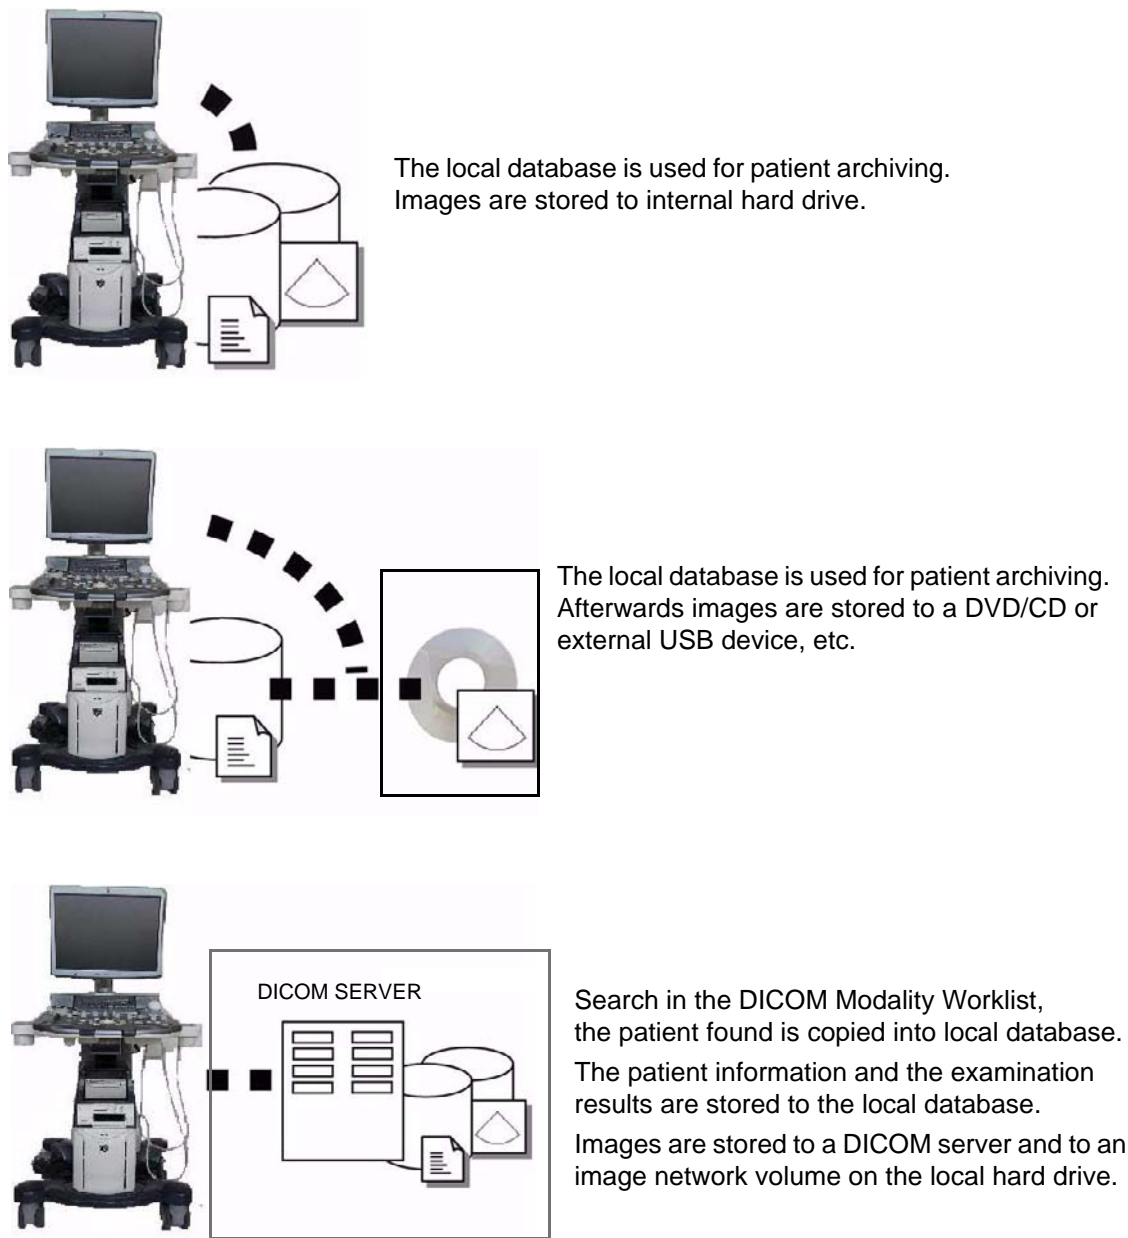 The local database is used for patient archiving.
Images are stored to internal hard drive.
The local database is used for patient archiving.
Afterwards images are stored to a DVD/CD or
external USB device, etc.
DICOM SERVER
Search in the DICOM Modality Worklist,
the patient found is copied into local database.
The patient information and the examination
results are stored to the local database.
Images are stored to a DICOM server and to an
image network volume on the local hard drive.